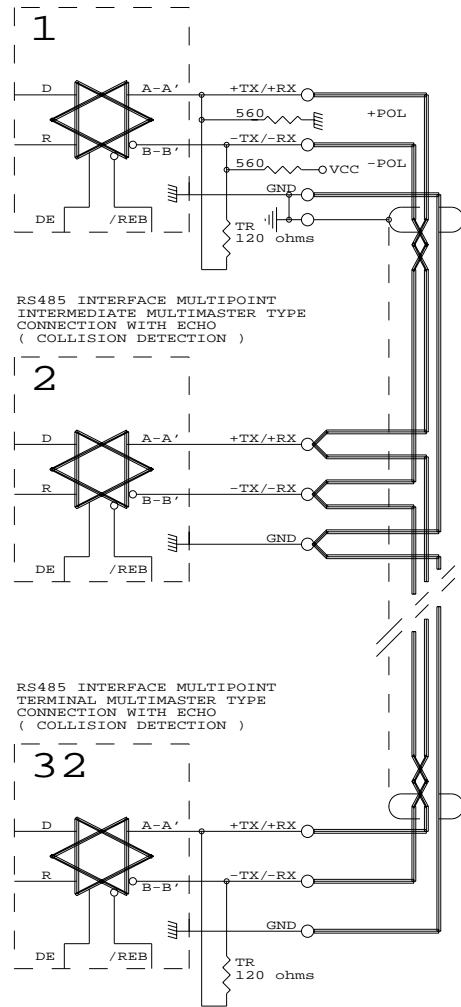 1
D A-A' +TX/+RX
560 +POL
R B-B' -TX/-RX
560 VCC -POL
GND
DE /REB
TR
120 ohms
RS485 INTERFACE MULTIPOINT
INTERMEDIATE MULTIMASTER TYPE
CONNECTION WITH ECHO
( COLLISION DETECTION )
2
D A-A' +TX/+RX
R B-B' -TX/-RX
GND
DE /REB
RS485 INTERFACE MULTIPOINT
TERMINAL MULTIMASTER TYPE
CONNECTION WITH ECHO
( COLLISION DETECTION )
32
D A-A' +TX/+RX
R B-B' -TX/-RX
GND
DE /REB
TR
120 ohms